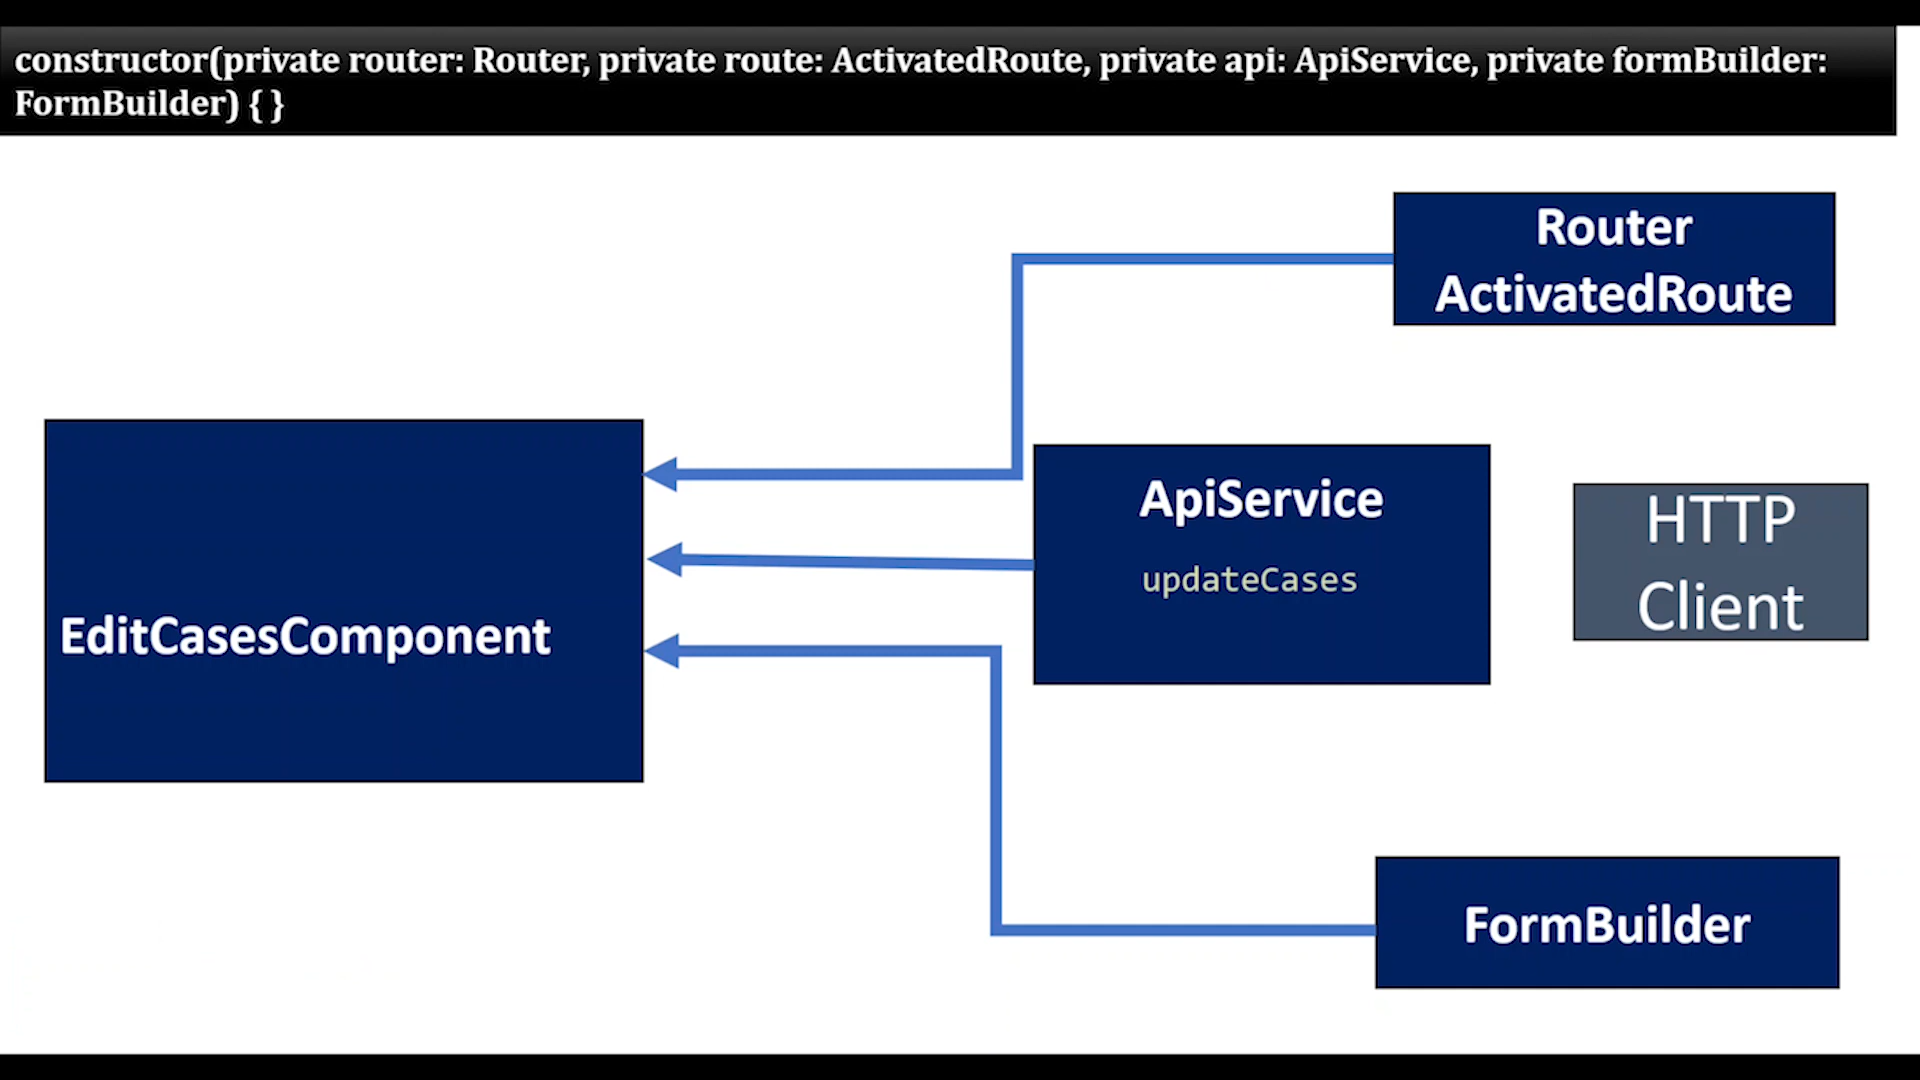 constructor(private router: Router, private route: ActivatedRoute, private api: ApiService, private formBuilder:
FormBuilder) { }
Router
ActivatedRoute
ApiService
updateCases
HTTP
Client
EditCasesComponent
FormBuilder